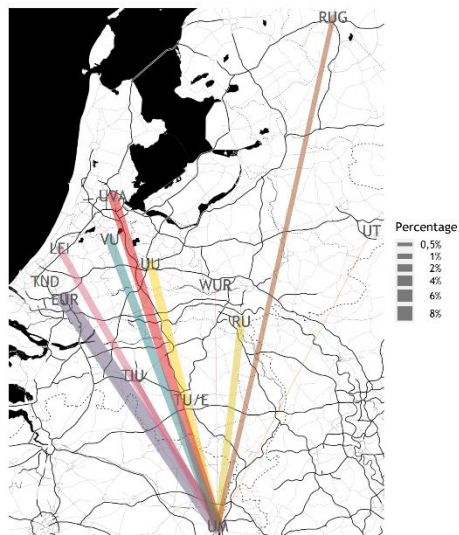 RUG
UVA
VU
UT
LEI
UU
TUD
WUR
EUR
RU
TIU
TU/E
UM
Percentage
0,5%
1%
2%
4%
6%
8%